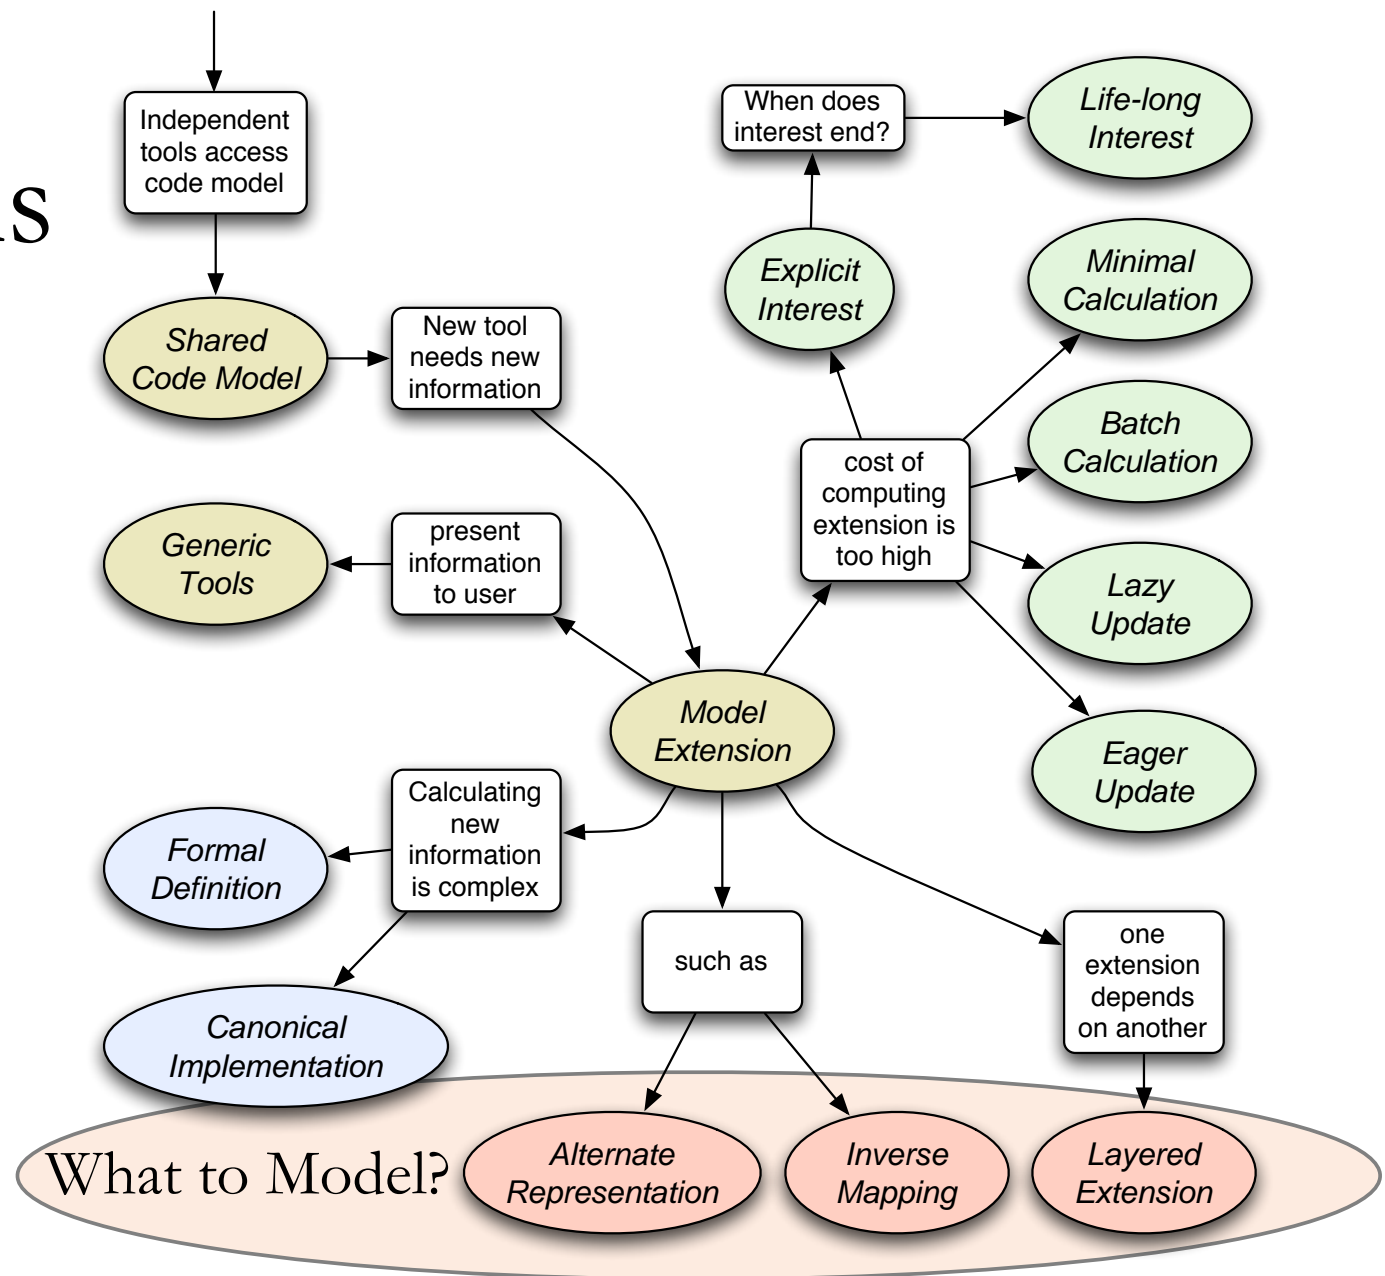 Independent
tools access
code model
When does
interest end?
Life-long
Interest
Explicit
Interest
Minimal
Calculation
Shared
Code Model
New tool
needs new
information
Batch
Calculation
cost of
computing
extension is
too high
Generic
Tools
present
information
to user
Lazy
Update
Model
Extension
Eager
Update
Formal
Definition
Calculating
new
information
is complex
such as
one
extension
depends
on another
Canonical
Implementation
What to Model?
Alternate
Representation
Inverse
Mapping
Layered
Extension